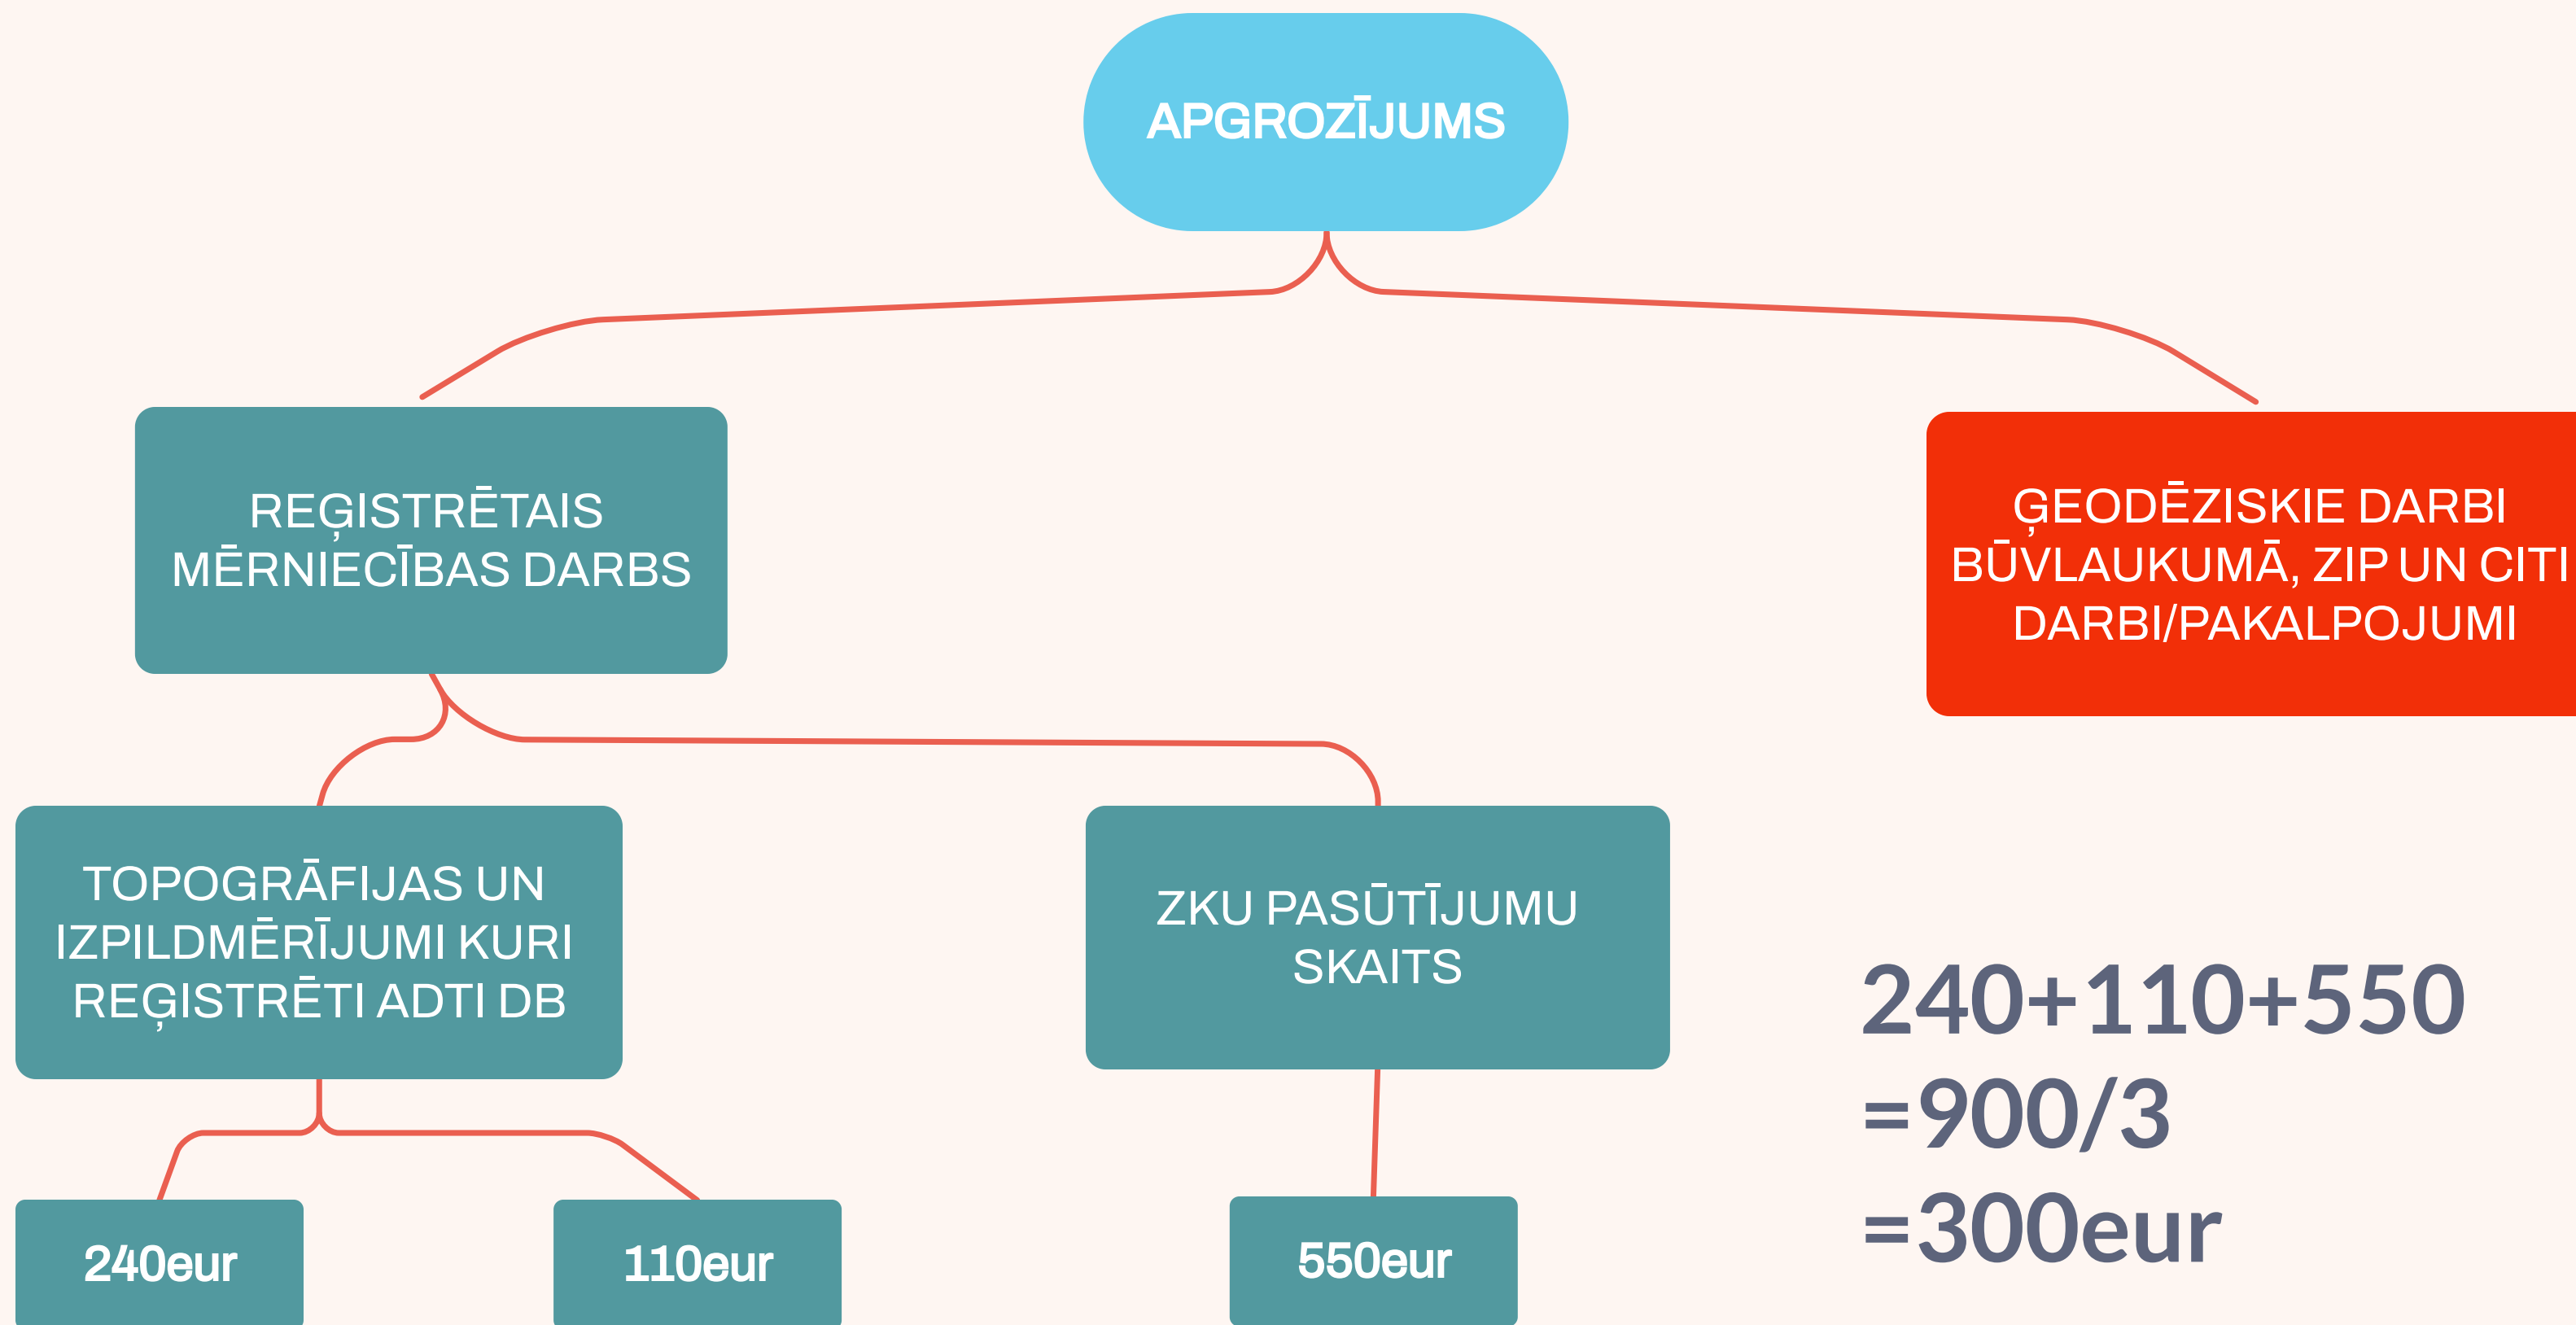 APGROZĪJUMS
REĢISTRĒTAIS
MĒRNIECĪBAS DARBS
ĢEODĒZISKIE DARBI
BŪVLAUKUMĀ, ZIP UN CITI
DARBI/PAKALPOJUMI
TOPOGRĀFIJAS UN
IZPILDMĒRĪJUMI KURI
REĢISTRĒTI ADTI DB
ZKU PASŪTĪJUMU
SKAITS
240+110+550
=900/3
=300eur
240eur
110eur
550eur